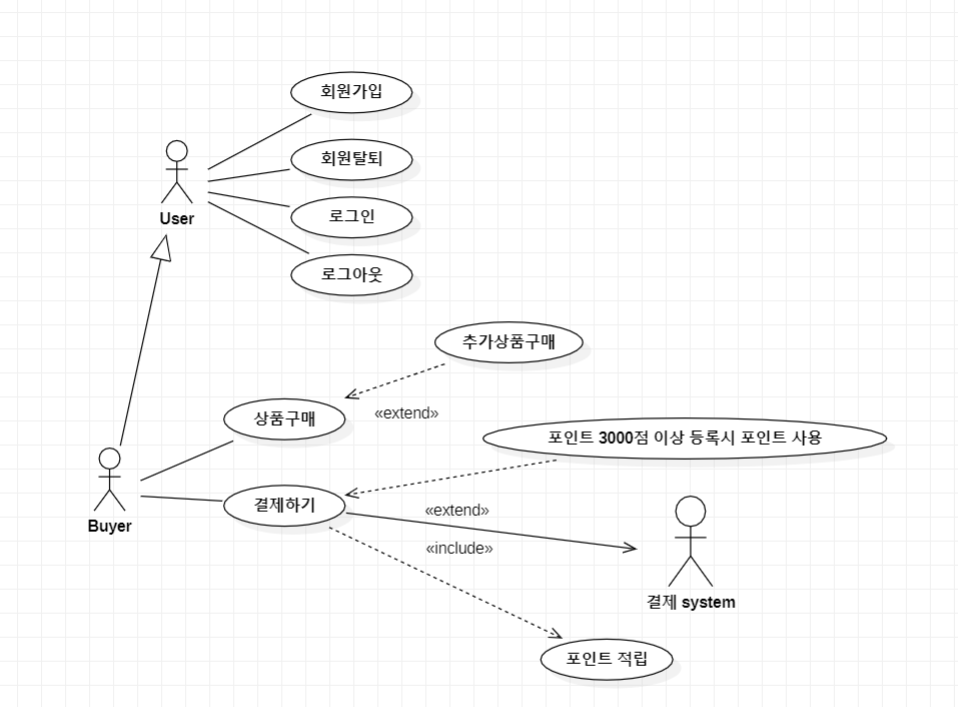 회원가입
회원탈퇴
User
로그인
로그아웃
추가상품구매
«extend»
상품구매
포인트 3000점 이상 등록시 포인트 사용
결제하기
«extend»
Buyer
«include»
결제 system
포인트 적립